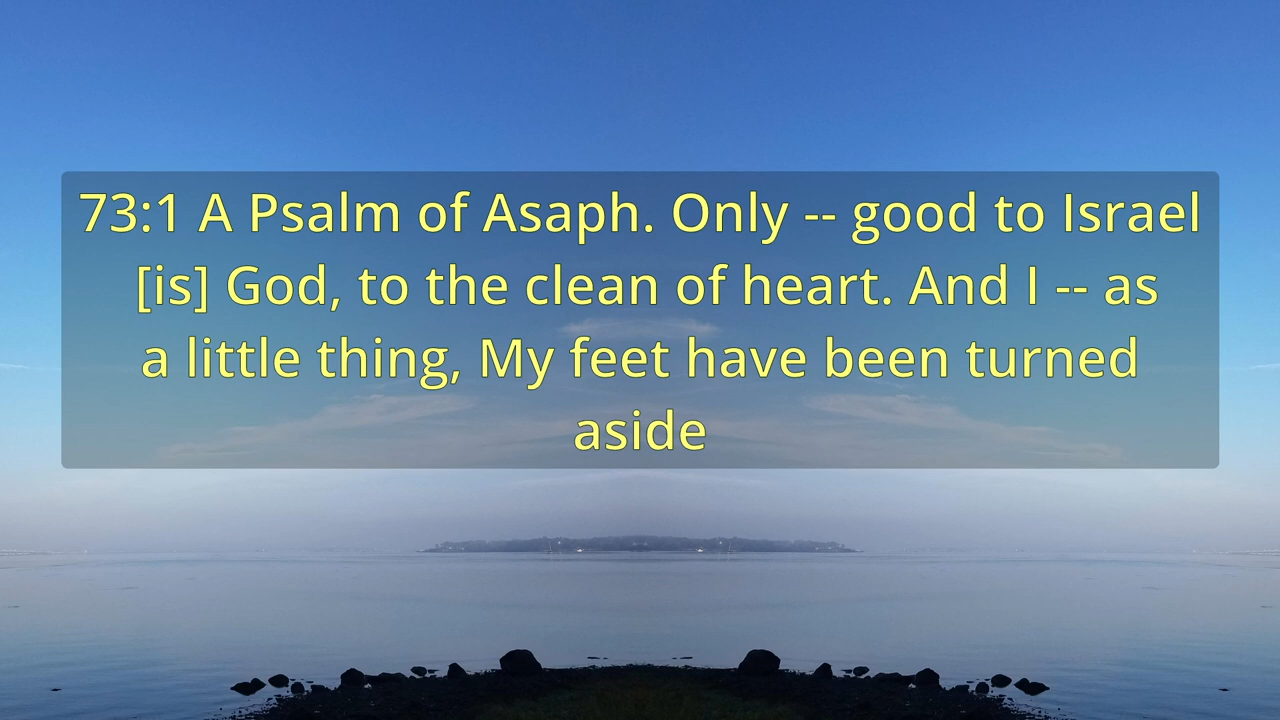 73:1 A Psalm of Asaph. Only -- good to Israel
[is] God, to the clean of heart. And I -- as
a little thing, My feet have been turned
aside